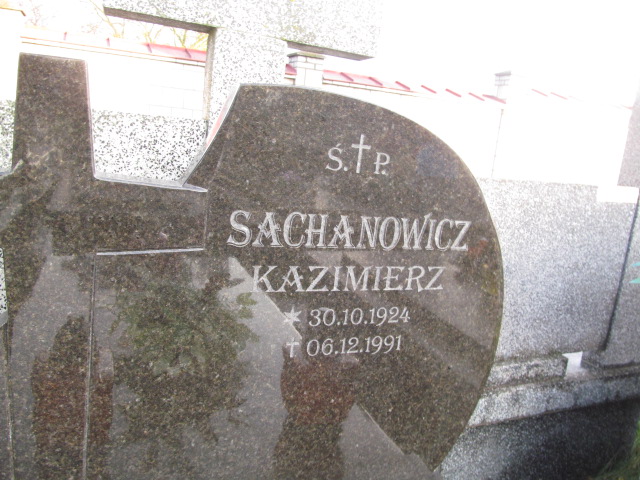 Ś.†P.
SACHANOWICZ
KAZIMIERZ
* 30.10.1924
† 06.12.1991